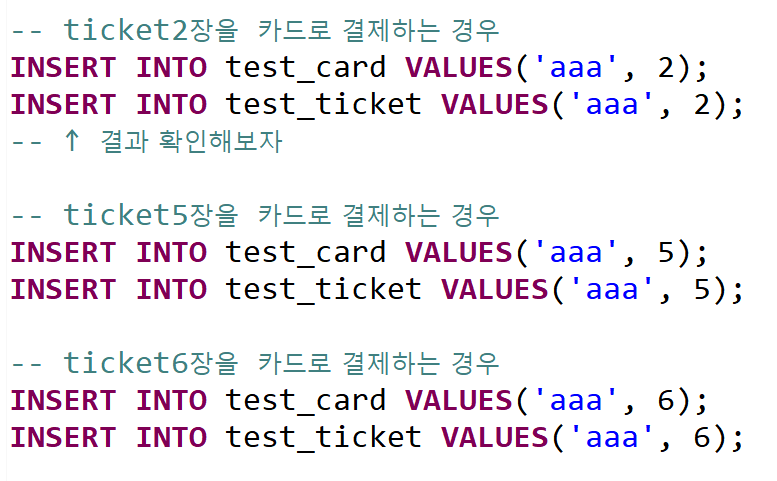 -- ticket2장을 카드로 결제하는 경우
INSERT INTO test_card VALUES('aaa', 2);
INSERT INTO test_ticket VALUES('aaa', 2);
-- ↑ 결과 확인해보자
-- ticket5장을 카드로 결제하는 경우
INSERT INTO test_card VALUES('aaa', 5);
INSERT INTO test_ticket VALUES('aaa', 5);
-- ticket6장을 카드로 결제하는 경우
INSERT INTO test_card VALUES('aaa', 6);
INSERT INTO test_ticket VALUES('aaa', 6);